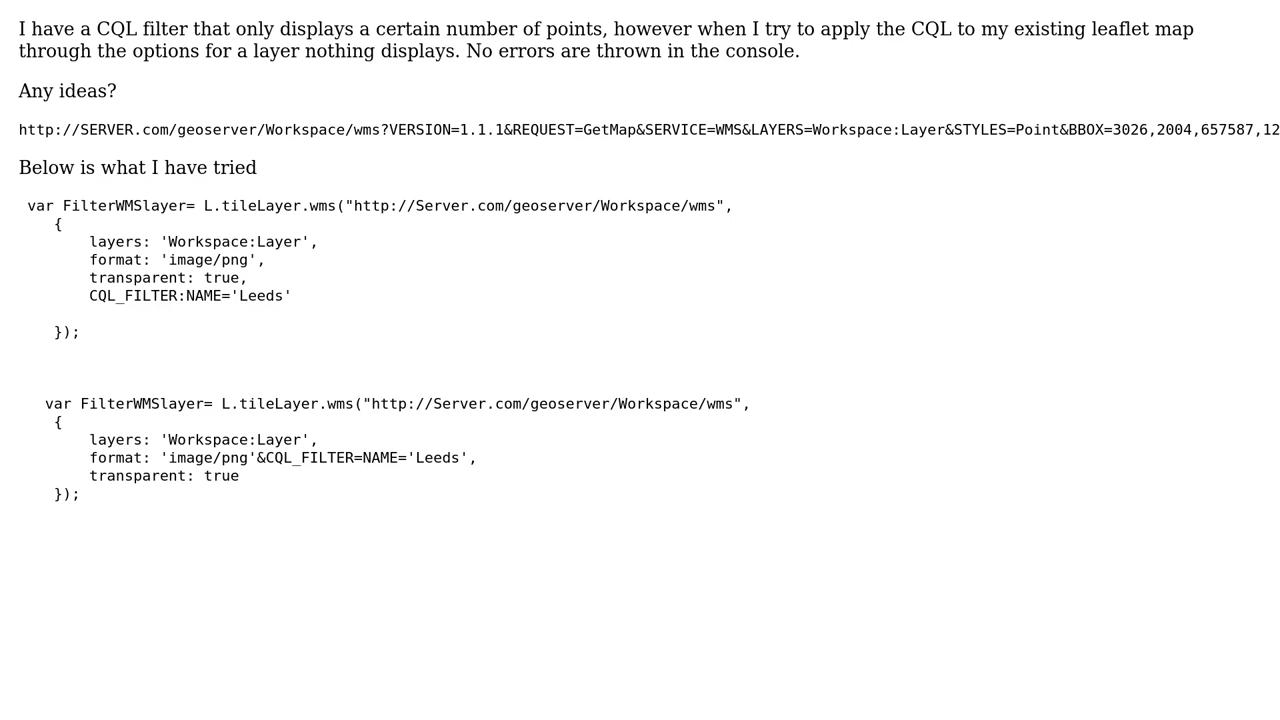 I have a CQL filter that only displays a certain number of points, however when I try to apply the CQL to my existing leaflet map
through the options for a layer nothing displays. No errors are thrown in the console.
Any ideas?
http://SERVER.com/geoserver/Workspace/wms?VERSION=1.1.1&REQUEST=GetMap&SERVICE=WMS&LAYERS=Workspace:Layer&STYLES=Point&BBOX=3026,2004,657587,12
Below is what I have tried
var FilterWMSlayer= L.tileLayer.wms("http://Server.com/geoserver/Workspace/wms",
{
layers: 'Workspace:Layer',
format: 'image/png',
transparent: true,
CQL_FILTER:NAME='Leeds'
});
var FilterWMSlayer= L.tileLayer.wms("http://Server.com/geoserver/Workspace/wms",
{
layers: 'Workspace:Layer',
format: 'image/png'&CQL_FILTER=NAME='Leeds',
transparent: true
});